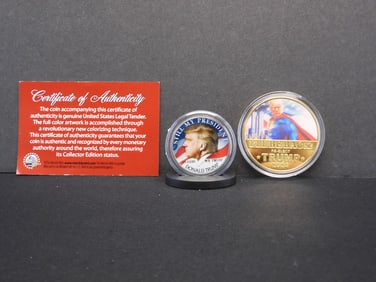 Certificate of Authenticity
The coin accompanying this certificate of
authenticity is genuine United States Legal Tender.
The full color artwork is accomplished through
a revolutionary new colorizing technique.
This certificate of authenticity guarantees that your
coin is authentic and recognized by every monetary
authority around the world, therefore assuring
its Collector Edition status.
STILL MY PRESIDENT
DONALD TRUMP
TRUMP